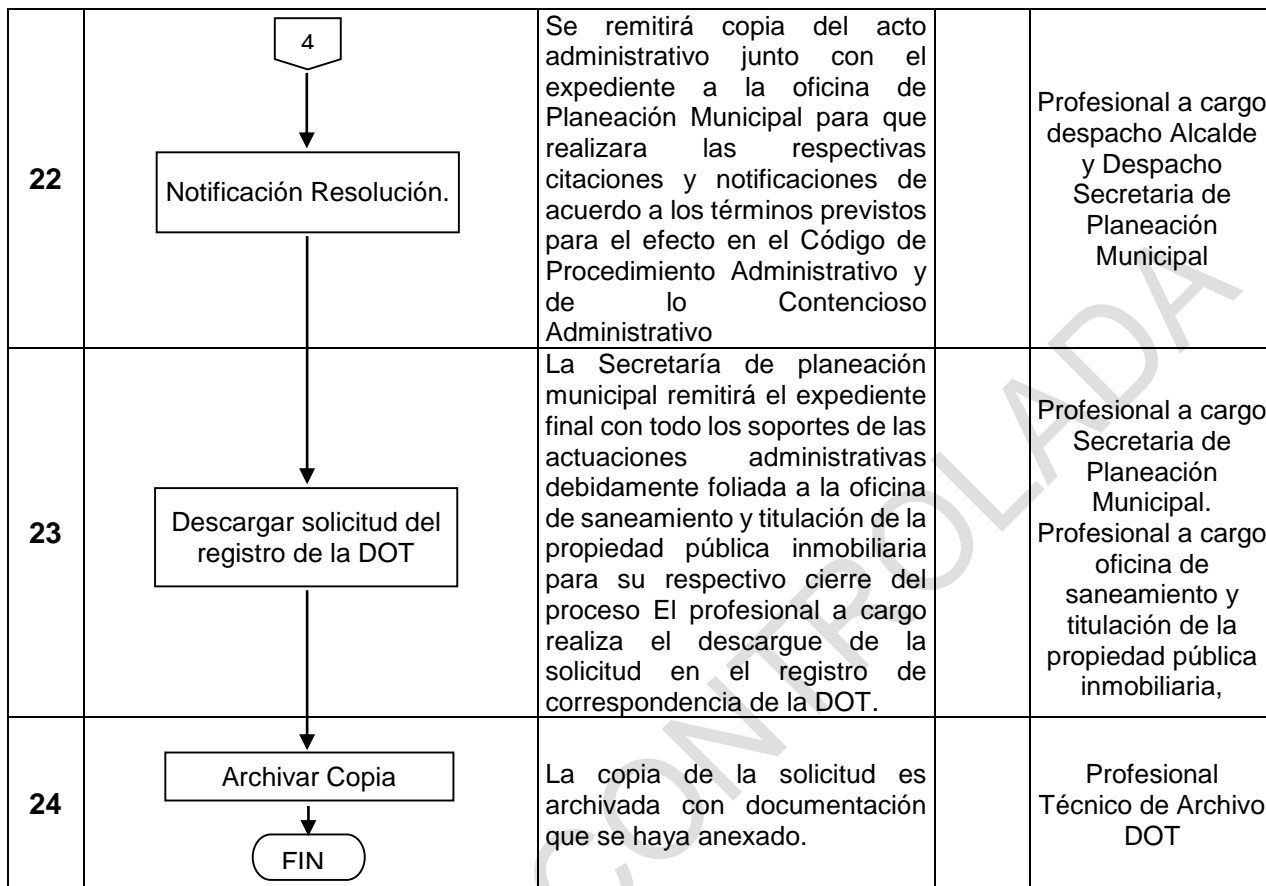 22
4
Notificación Resolución.
Se remitirá copia del acto
administrativo junto con el
expediente a la oficina de
Planeación Municipal para que
realizara las respectivas
citaciones y notificaciones de
acuerdo a los términos previstos
para el efecto en el Código de
Procedimiento Administrativo y
de lo Contencioso
Administrativo
Profesional a cargo
despacho Alcalde
y Despacho
Secretaria de
Planeación
Municipal
23
Descargar solicitud del
registro de la DOT
La Secretaría de planeación
municipal remitirá el expediente
final con todo los soportes de las
actuaciones administrativas
debidamente foliada a la oficina
de saneamiento y titulación de la
propiedad pública inmobiliaria
para su respectivo cierre del
proceso El profesional a cargo
realiza el descargue de la
solicitud en el registro de
correspondencia de la DOT.
Profesional a cargo
Secretaria de
Planeación
Municipal.
Profesional a cargo
oficina de
saneamiento y
titulación de la
propiedad pública
inmobiliaria,
24
Archivar Copia
FIN
La copia de la solicitud es
archivada con documentación
que se haya anexado.
Profesional
Técnico de Archivo
DOT
CONTROLADA